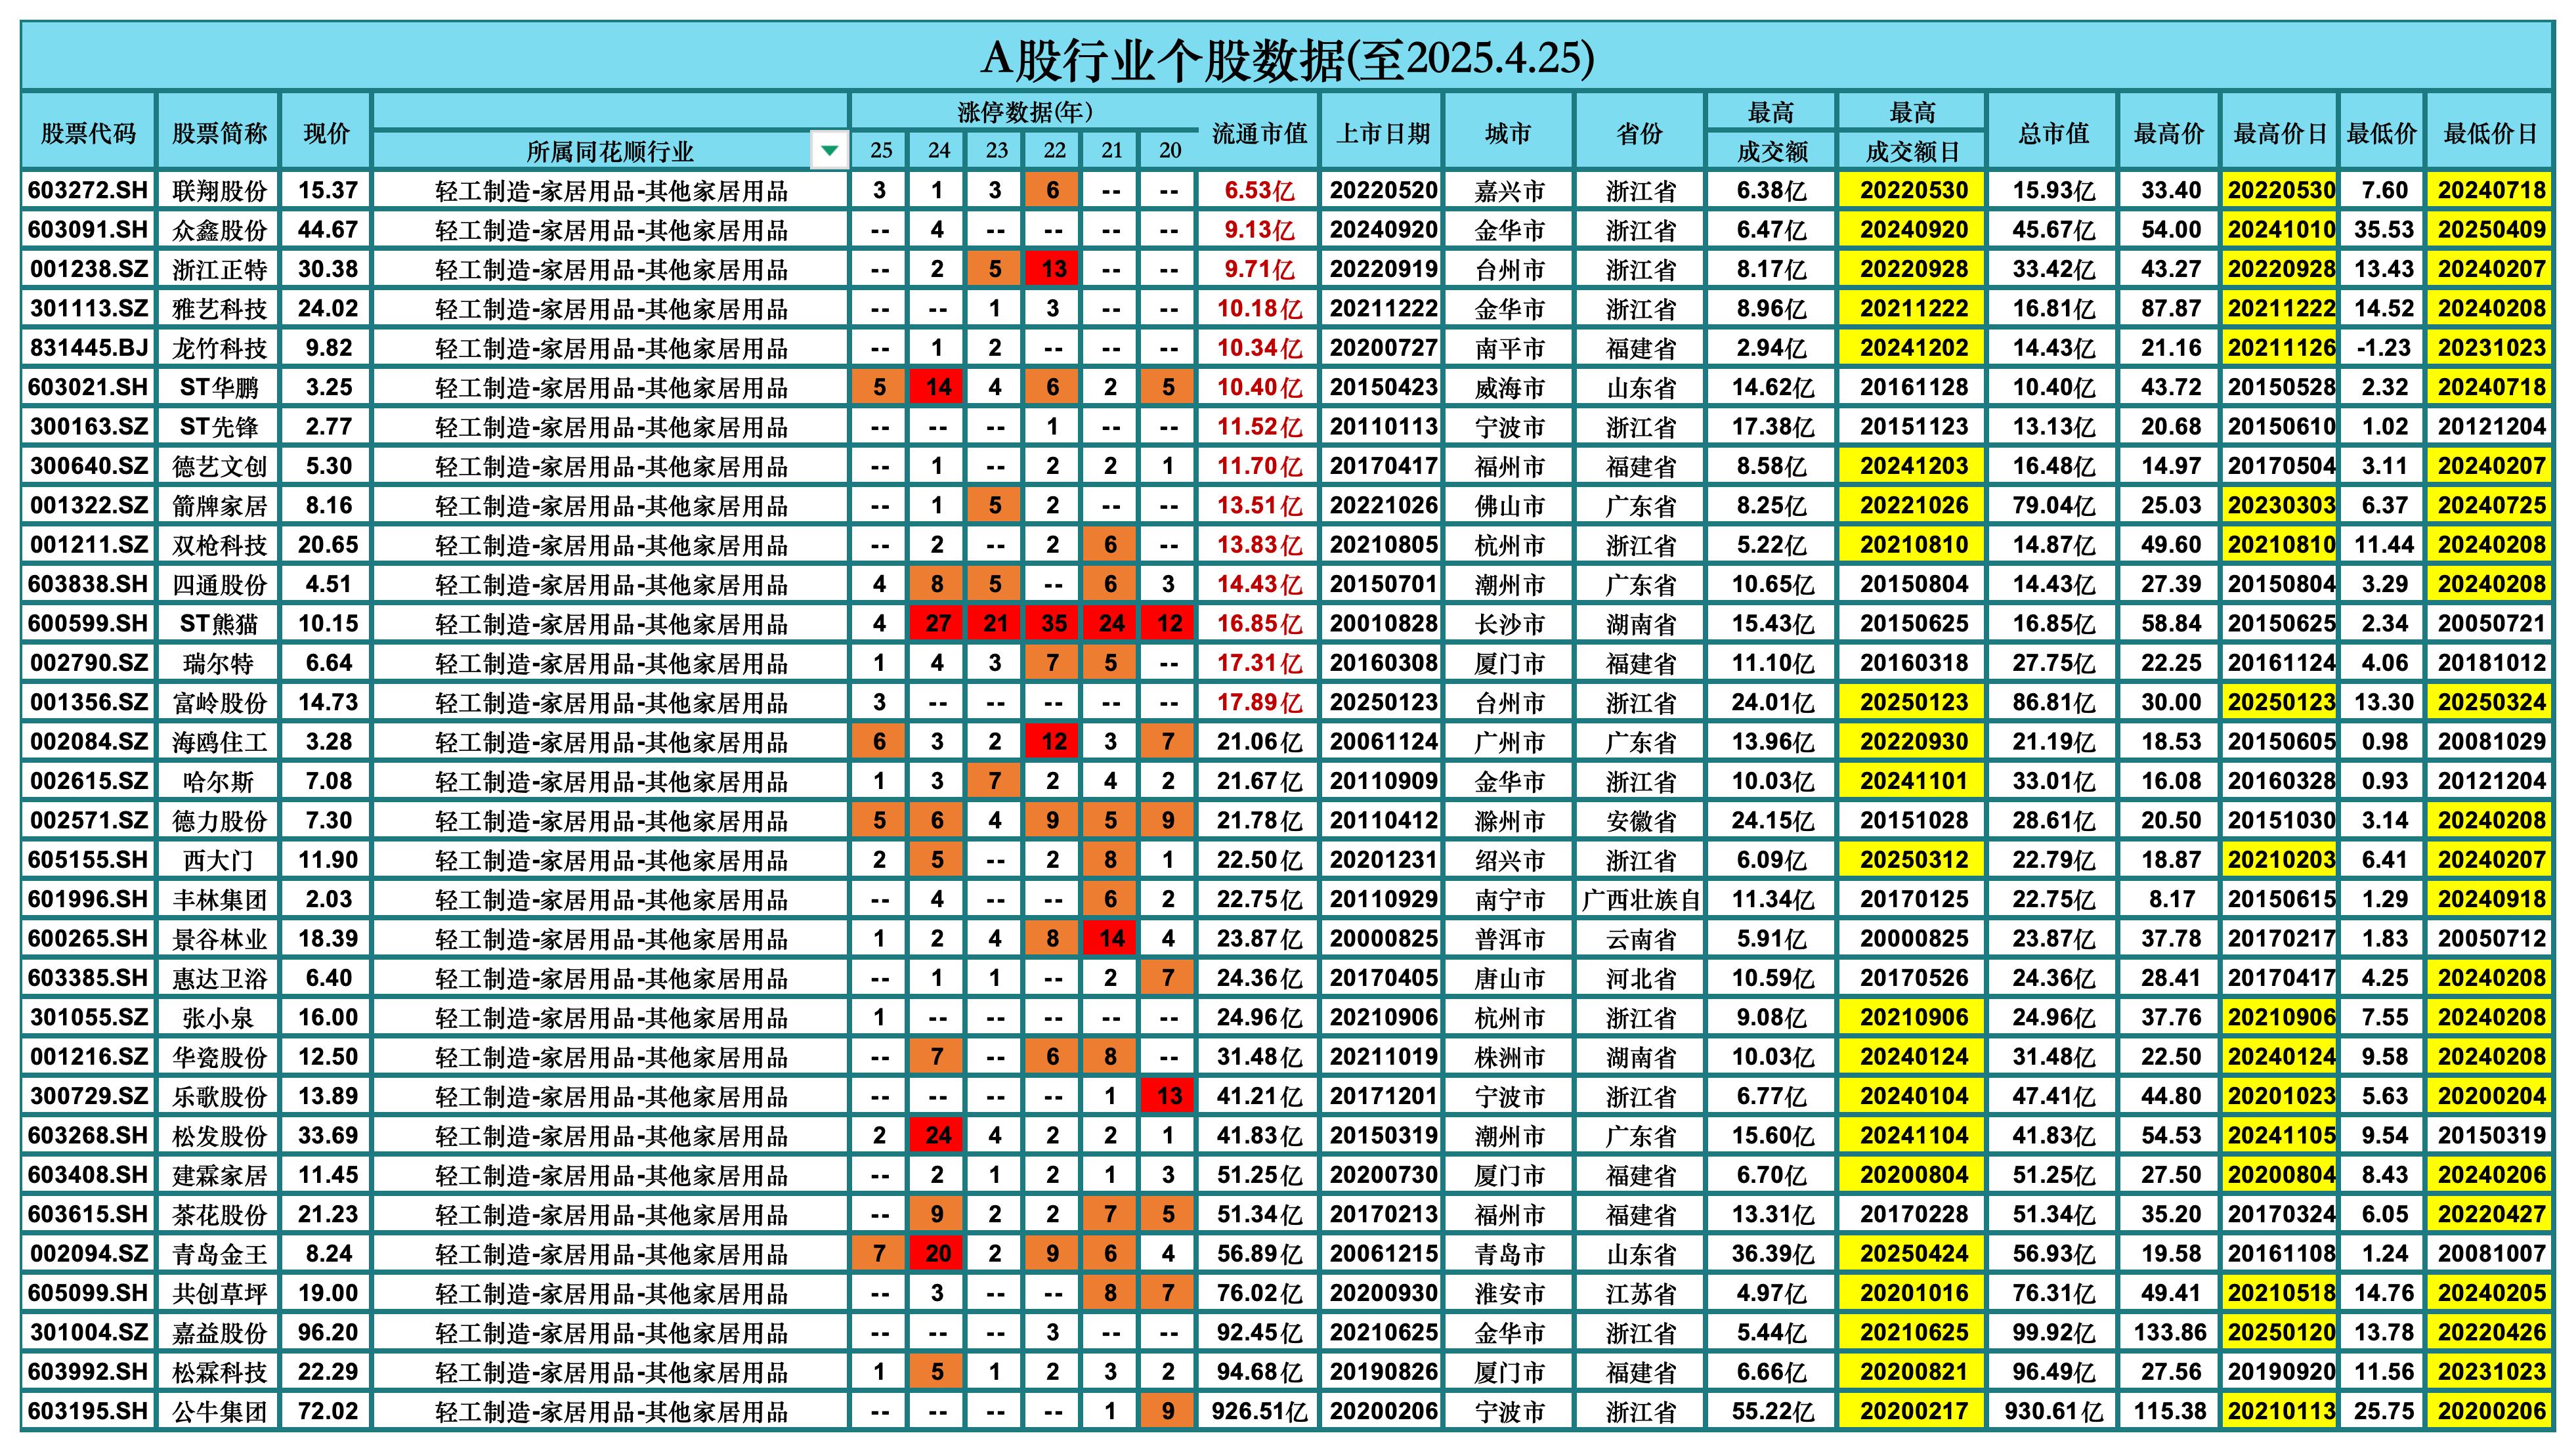 A股行业个股数据(至2025.4.25)
股票代码 股票简称 现价 所属同花顺行业 涨停数据(年) 流通市值 上市日期 城市 省份 最高 最高 总市值 最高价 最高价日 最低价 最低价日
25 24 23 22 21 20 成交额 成交额日
603272.SH 联翔股份 15.37 轻工制造-家居用品-其他家居用品 3 1 3 6 -- -- 6.53亿 20220520 嘉兴市 浙江省 6.38亿 20220530 15.93亿 33.40 20220530 7.60 20240718
603091.SH 众鑫股份 44.67 轻工制造-家居用品-其他家居用品 -- 4 -- -- -- -- 9.13亿 20240920 金华市 浙江省 6.47亿 20240920 45.67亿 54.00 20241010 35.53 20250409
001238.SZ 浙江正特 30.38 轻工制造-家居用品-其他家居用品 -- 2 5 13 -- -- 9.71亿 20220919 台州市 浙江省 8.17亿 20220928 33.42亿 43.27 20220928 13.43 20240207
301113.SZ 雅艺科技 24.02 轻工制造-家居用品-其他家居用品 -- -- 1 3 -- -- 10.18亿 20211222 金华市 浙江省 8.96亿 20211222 16.81亿 87.87 20211222 14.52 20240208
831445.BJ 龙竹科技 9.82 轻工制造-家居用品-其他家居用品 -- 1 2 -- -- -- 10.34亿 20200727 南平市 福建省 2.94亿 20241202 14.43亿 21.16 20211126 -1.23 20231023
603021.SH ST华鹏 3.25 轻工制造-家居用品-其他家居用品 5 14 4 6 2 5 10.40亿 20150423 威海市 山东省 14.62亿 20161128 10.40亿 43.72 20150528 2.32 20240718
300163.SZ ST先锋 2.77 轻工制造-家居用品-其他家居用品 -- -- -- 1 -- -- 11.52亿 20110113 宁波市 浙江省 17.38亿 20151123 13.13亿 20.68 20150610 1.02 20121204
300640.SZ 德艺文创 5.30 轻工制造-家居用品-其他家居用品 -- 1 -- 2 2 1 11.70亿 20170417 福州市 福建省 8.58亿 20241203 16.48亿 14.97 20170504 3.11 20240207
001322.SZ 箭牌家居 8.16 轻工制造-家居用品-其他家居用品 -- 1 5 2 -- -- 13.51亿 20221026 佛山市 广东省 8.25亿 20221026 79.04亿 25.03 20230303 6.37 20240725
001211.SZ 双枪科技 20.65 轻工制造-家居用品-其他家居用品 -- 2 -- 2 6 -- 13.83亿 20210805 杭州市 浙江省 5.22亿 20210810 14.87亿 49.60 20210810 11.44 20240208
603838.SH 四通股份 4.51 轻工制造-家居用品-其他家居用品 4 8 5 -- 6 3 14.43亿 20150701 潮州市 广东省 10.65亿 20150804 14.43亿 27.39 20150804 3.29 20240208
600599.SH ST熊猫 10.15 轻工制造-家居用品-其他家居用品 4 27 21 35 24 12 16.85亿 20010828 长沙市 湖南省 15.43亿 20150625 16.85亿 58.84 20150625 2.34 20050721
002790.SZ 瑞尔特 6.64 轻工制造-家居用品-其他家居用品 1 4 3 7 5 -- 17.31亿 20160308 厦门市 福建省 11.10亿 20160318 27.75亿 22.25 20161124 4.06 20181012
001356.SZ 富岭股份 14.73 轻工制造-家居用品-其他家居用品 3 -- -- -- -- -- 17.89亿 20250123 台州市 浙江省 24.01亿 20250123 86.81亿 30.00 20250123 13.30 20250324
002084.SZ 海鸥住工 3.28 轻工制造-家居用品-其他家居用品 6 3 2 12 3 7 21.06亿 20061124 广州市 广东省 13.96亿 20220930 21.19亿 18.53 20150605 0.98 20081029
002615.SZ 哈尔斯 7.08 轻工制造-家居用品-其他家居用品 1 3 7 2 4 2 21.67亿 20110909 金华市 浙江省 10.03亿 20241101 33.01亿 16.08 20160328 0.93 20121204
002571.SZ 德力股份 7.30 轻工制造-家居用品-其他家居用品 5 6 4 9 5 9 21.78亿 20110412 滁州市 安徽省 24.15亿 20151028 28.61亿 20.50 20151030 3.14 20240208
605155.SH 西大门 11.90 轻工制造-家居用品-其他家居用品 2 5 -- 2 8 1 22.50亿 20201231 绍兴市 浙江省 6.09亿 20250312 22.79亿 18.87 20210203 6.41 20240207
601996.SH 丰林集团 2.03 轻工制造-家居用品-其他家居用品 -- 4 -- -- 6 2 22.75亿 20110929 南宁市 广西壮族自 11.34亿 20170125 22.75亿 8.17 20150615 1.29 20240918
600265.SH 景谷林业 18.39 轻工制造-家居用品-其他家居用品 1 2 4 8 14 4 23.87亿 20000825 普洱市 云南省 5.91亿 20000825 23.87亿 37.78 20170217 1.83 20050712
603385.SH 惠达卫浴 6.40 轻工制造-家居用品-其他家居用品 -- 1 1 -- 2 7 24.36亿 20170405 唐山市 河北省 10.59亿 20170526 24.36亿 28.41 20170417 4.25 20240208
301055.SZ 张小泉 16.00 轻工制造-家居用品-其他家居用品 1 -- -- -- -- -- 24.96亿 20210906 杭州市 浙江省 9.08亿 20210906 24.96亿 37.76 20210906 7.55 20240208
001216.SZ 华瓷股份 12.50 轻工制造-家居用品-其他家居用品 -- 7 -- 6 8 -- 31.48亿 20211019 株洲市 湖南省 10.03亿 20240124 31.48亿 22.50 20240124 9.58 20240208
300729.SZ 乐歌股份 13.89 轻工制造-家居用品-其他家居用品 -- -- -- -- 1 13 41.21亿 20171201 宁波市 浙江省 6.77亿 20240104 47.41亿 44.80 20201023 5.63 20200204
603268.SH 松发股份 33.69 轻工制造-家居用品-其他家居用品 2 24 4 2 2 1 41.83亿 20150319 潮州市 广东省 15.60亿 20241104 41.83亿 54.53 20241105 9.54 20150319
603408.SH 建霖家居 11.45 轻工制造-家居用品-其他家居用品 -- 2 1 2 1 3 51.25亿 20200730 厦门市 福建省 6.70亿 20200804 51.25亿 27.50 20200804 8.43 20240206
603615.SH 茶花股份 21.23 轻工制造-家居用品-其他家居用品 -- 9 2 2 7 5 51.34亿 20170213 福州市 福建省 13.31亿 20170228 51.34亿 35.20 20170324 6.05 20220427
002094.SZ 青岛金王 8.24 轻工制造-家居用品-其他家居用品 7 20 2 9 6 4 56.89亿 20061215 青岛市 山东省 36.39亿 20250424 56.93亿 19.58 20161108 1.24 20081007
605099.SH 共创草坪 19.00 轻工制造-家居用品-其他家居用品 -- 3 -- -- 8 7 76.02亿 20200930 淮安市 江苏省 4.97亿 20201016 76.31亿 49.41 20210518 14.76 20240205
301004.SZ 嘉益股份 96.20 轻工制造-家居用品-其他家居用品 -- -- -- 3 -- -- 92.45亿 20210625 金华市 浙江省 5.44亿 20210625 99.92亿 133.86 20250120 13.78 20220426
603992.SH 松霖科技 22.29 轻工制造-家居用品-其他家居用品 1 5 1 2 3 2 94.68亿 20190826 厦门市 福建省 6.66亿 20200821 96.49亿 27.56 20190920 11.56 20231023
603195.SH 公牛集团 72.02 轻工制造-家居用品-其他家居用品 -- -- -- -- 1 9 926.51亿 20200206 宁波市 浙江省 55.22亿 20200217 930.61亿 115.38 20210113 25.75 20200206